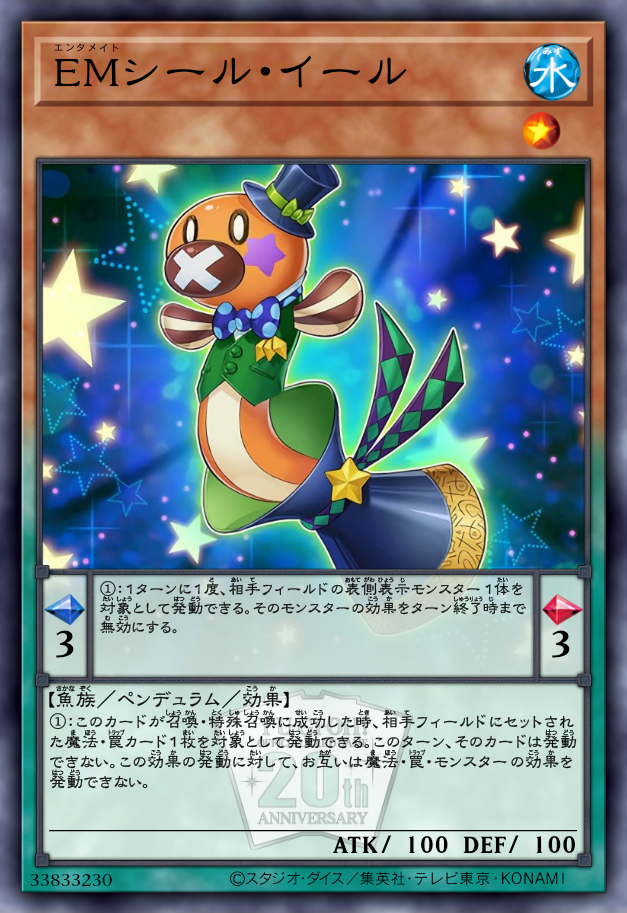 エンタメイト
EMシール・イール
みず
水
①：1ターンに1度、相手フィールドの表側表示モンスター1体を
対象として発動できる。そのモンスターの効果をターン終了時まで
無効にする。
3
3
【魚族／ペンデュラム／効果】
①：このカードが召喚・特殊召喚に成功した時、相手フィールドにセットされ
た魔法・罠カード1枚を対象として発動できる。このターン、そのカードは発動
できない。この効果の発動に対して、お互いは魔法・罠・モンスターの効果を
発動できない。
20th
ANNIVERSARY
ATK/ 100 DEF/ 100
33833230
©スタジオ・ダイス／集英社・テレビ東京・KONAMI